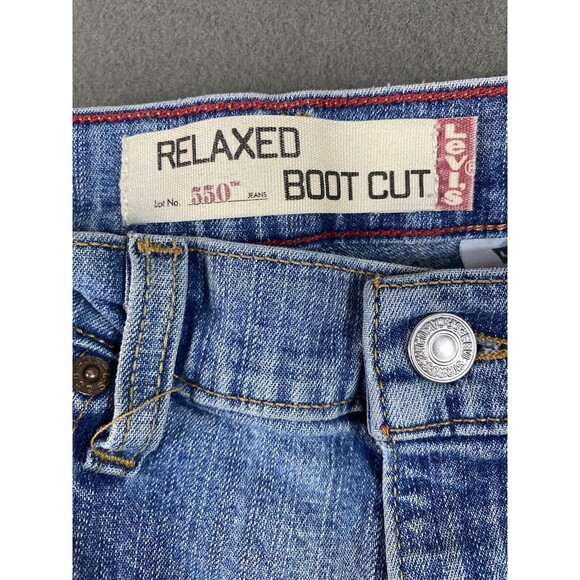 RELAXED
Lot No. 550™ JEANS BOOT CUT
Levi's®